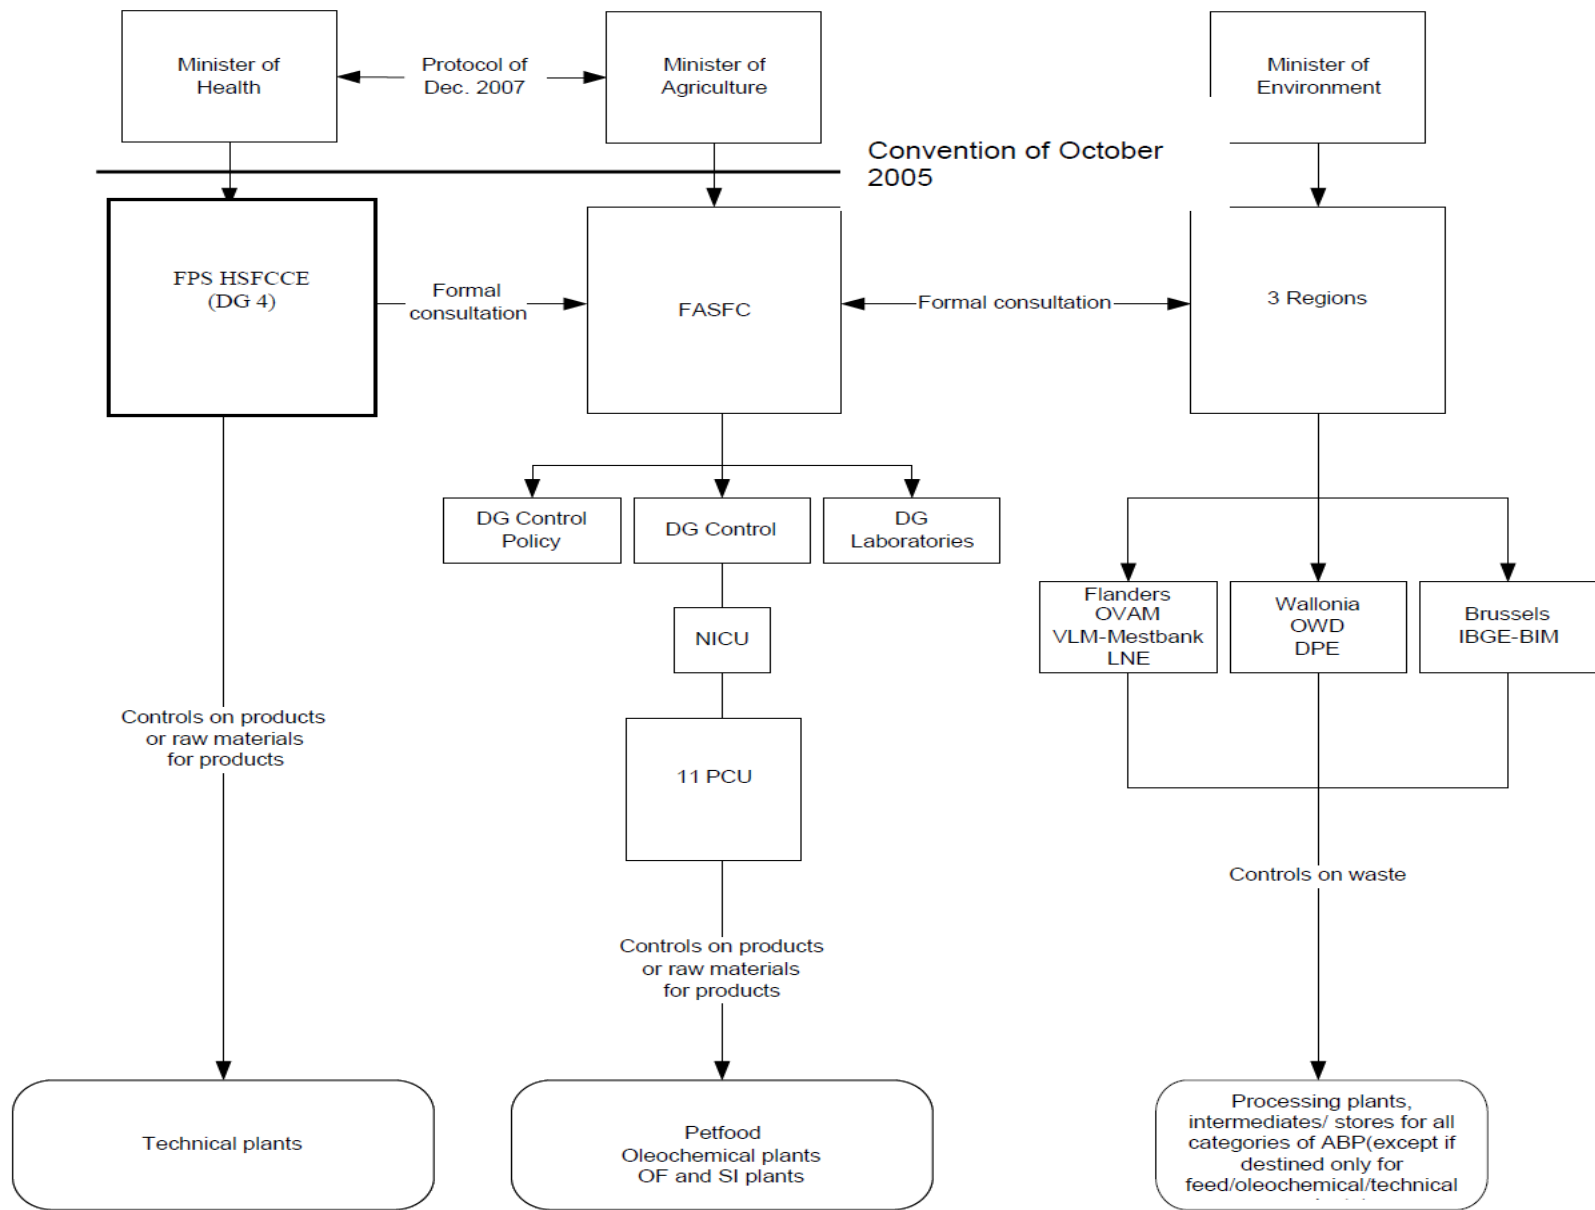 Minister of
Health
Protocol of
Dec. 2007
Minister of
Agriculture
Minister of
Environment
Convention of October
2005
FPS HSFCCE
(DG 4)
Formal
consultation
FASFC
Formal consultation
3 Regions
DG Control
Policy
DG Control
DG
Laboratories
Flanders
OVAM
VLM-Mestbank
LNE
Wallonia
OWD
DPE
Brussels
IBGE-BIM
NICU
Controls on products
or raw materials
for products
11 PCU
Controls on waste
Controls on products
or raw materials
for products
Technical plants
Petfood
Oleochemical plants
OF and SI plants
Processing plants,
intermediates/ stores for all
categories of ABP(except if
destined only for
feed/oleochemical/technical